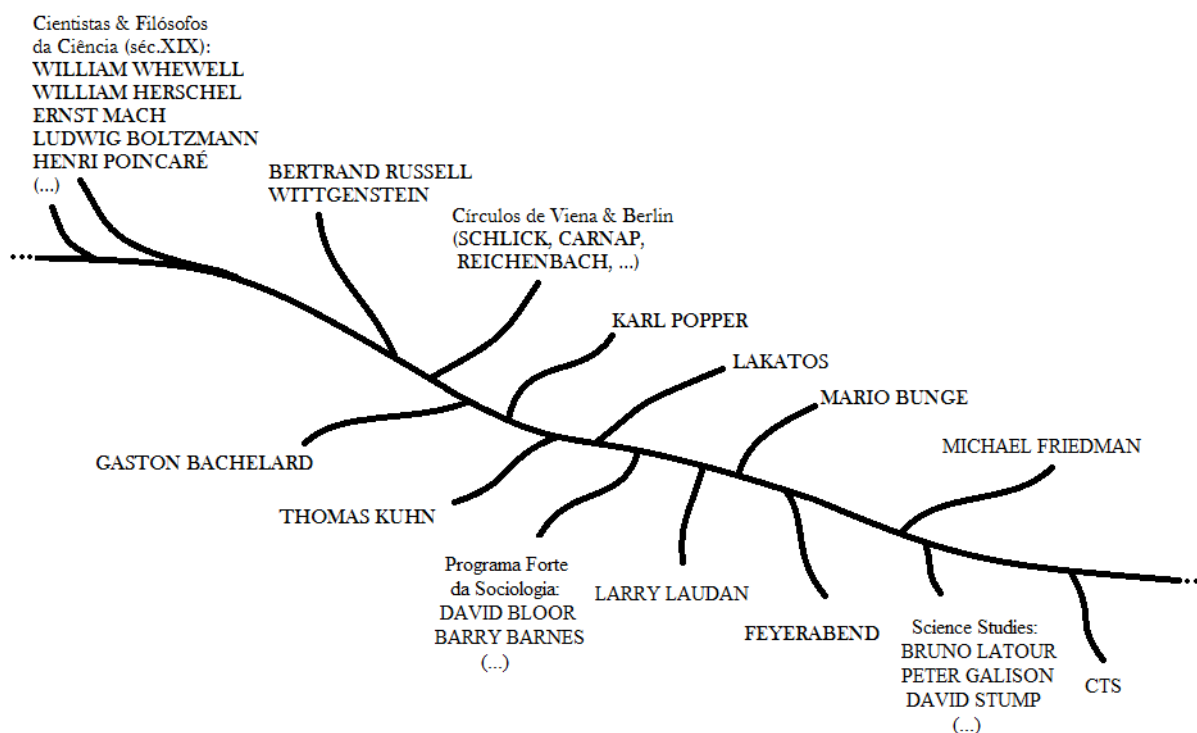 Cientistas & Filósofos
da Ciência (séc.XIX):
WILLIAM WHEWELL
WILLIAM HERSCHEL
ERNST MACH
LUDWIG BOLTZMANN
HENRI POINCARÉ
(...)
BERTRAND RUSSELL
WITTGENSTEIN
Círculos de Viena & Berlin
(SCHLICK, CARNAP,
REICHENBACH, ...)
KARL POPPER
LAKATOS
MARIO BUNGE
MICHAEL FRIEDMAN
GASTON BACHELARD
THOMAS KUHN
Programa Forte
da Sociologia:
DAVID BLOOR
BARRY BARNES
(...)
LARRY LAUDAN
FEYERABEND
Science Studies:
BRUNO LATOUR
PETER GALISON
DAVID STUMP
(...)
CTS